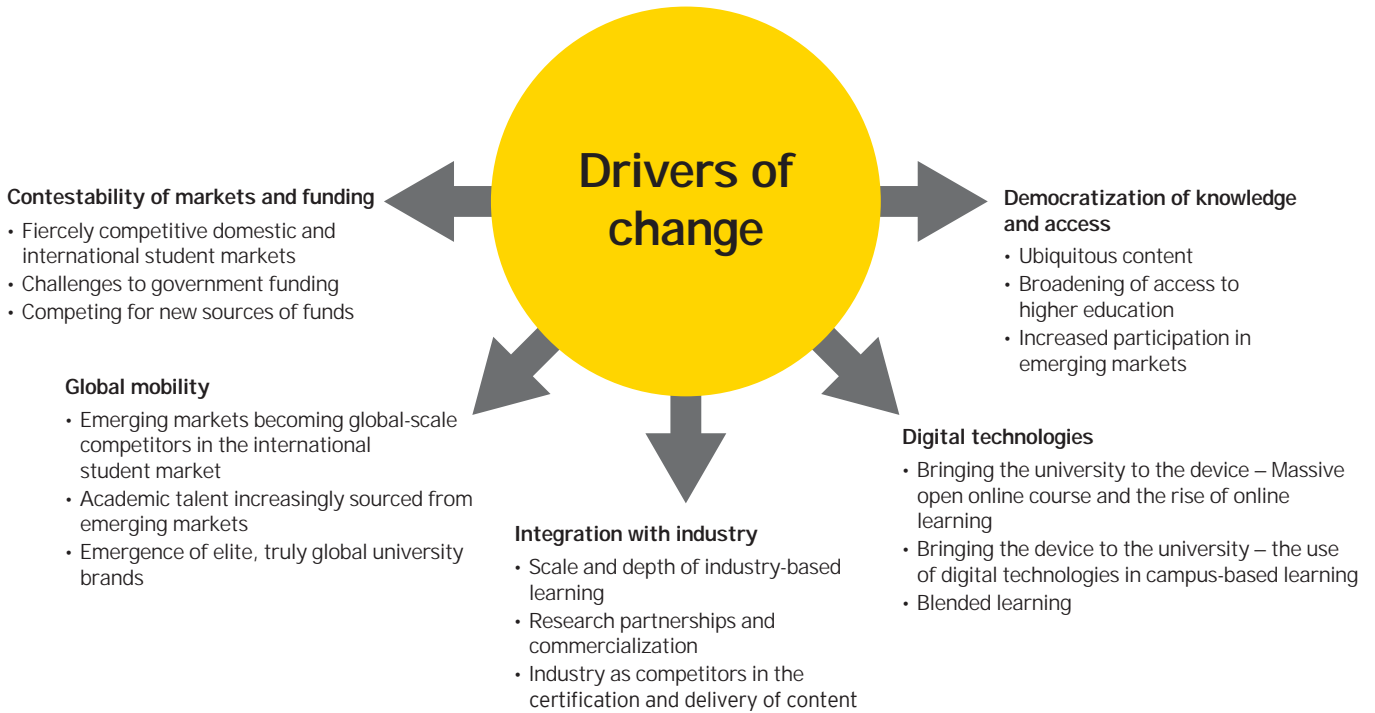 Drivers of
change
Contestability of markets and funding
• Fiercely competitive domestic and
international student markets
• Challenges to government funding
• Competing for new sources of funds
Global mobility
• Emerging markets becoming global-scale
competitors in the international
student market
• Academic talent increasingly sourced from
emerging markets
• Emergence of elite, truly global university
brands
Integration with industry
• Scale and depth of industry-based
learning
• Research partnerships and
commercialization
• Industry as competitors in the
certification and delivery of content
Digital technologies
• Bringing the university to the device – Massive
open online course and the rise of online
learning
• Bringing the device to the university – the use
of digital technologies in campus-based learning
• Blended learning
Democratization of knowledge
and access
• Ubiquitous content
• Broadening of access to
higher education
• Increased participation in
emerging markets